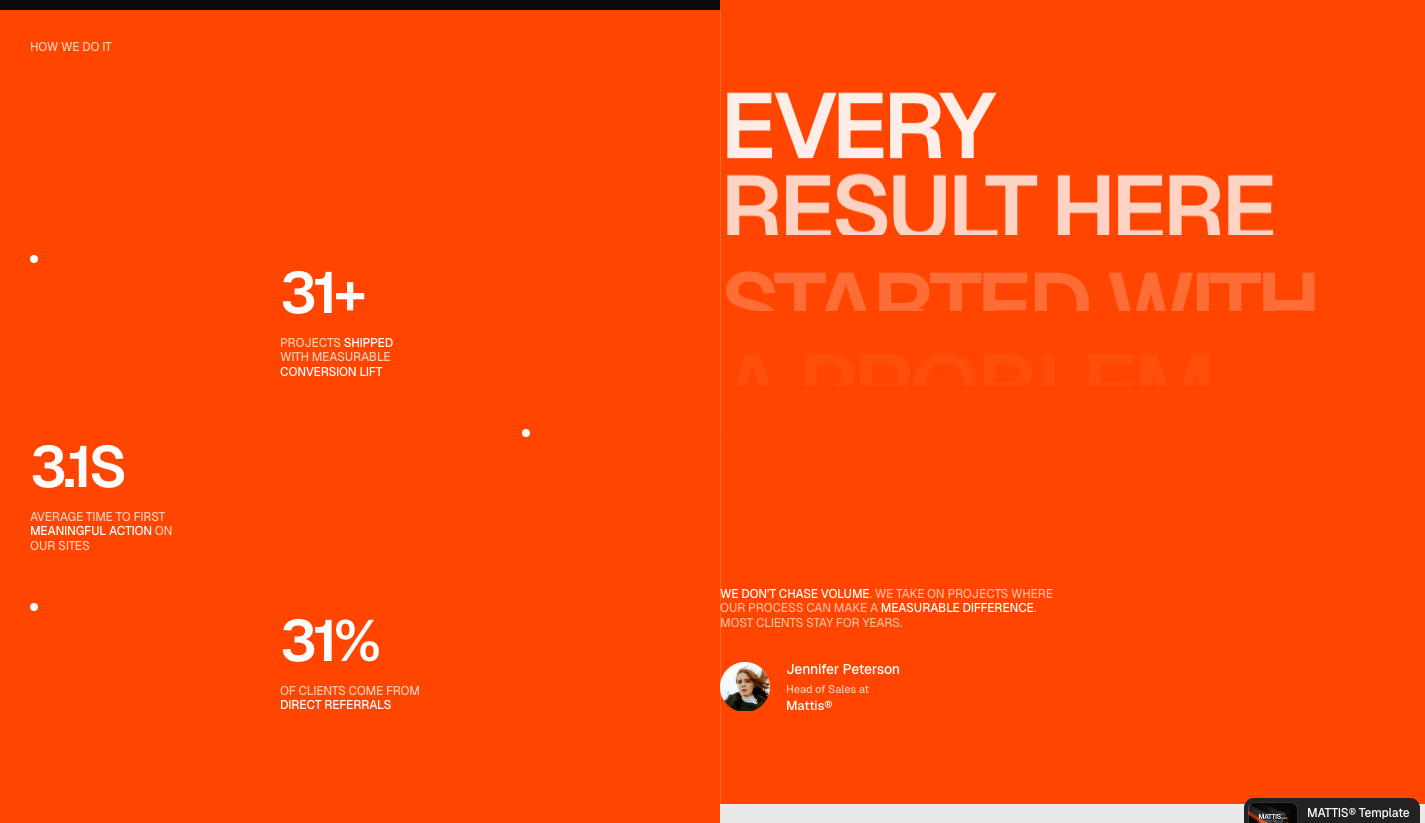 HOW WE DO IT
31+
PROJECTS SHIPPED
WITH MEASURABLE
CONVERSION LIFT
3.1S
AVERAGE TIME TO FIRST
MEANINGFUL ACTION ON
OUR SITES
31%
OF CLIENTS COME FROM
DIRECT REFERRALS
EVERY
RESULT HERE
STARTED WITH
A PROBLEM
WE DON'T CHASE VOLUME. WE TAKE ON PROJECTS WHERE
OUR PROCESS CAN MAKE A MEASURABLE DIFFERENCE.
MOST CLIENTS STAY FOR YEARS.
Jennifer Peterson
Head of Sales at
Mattis®
MATTIS® Template